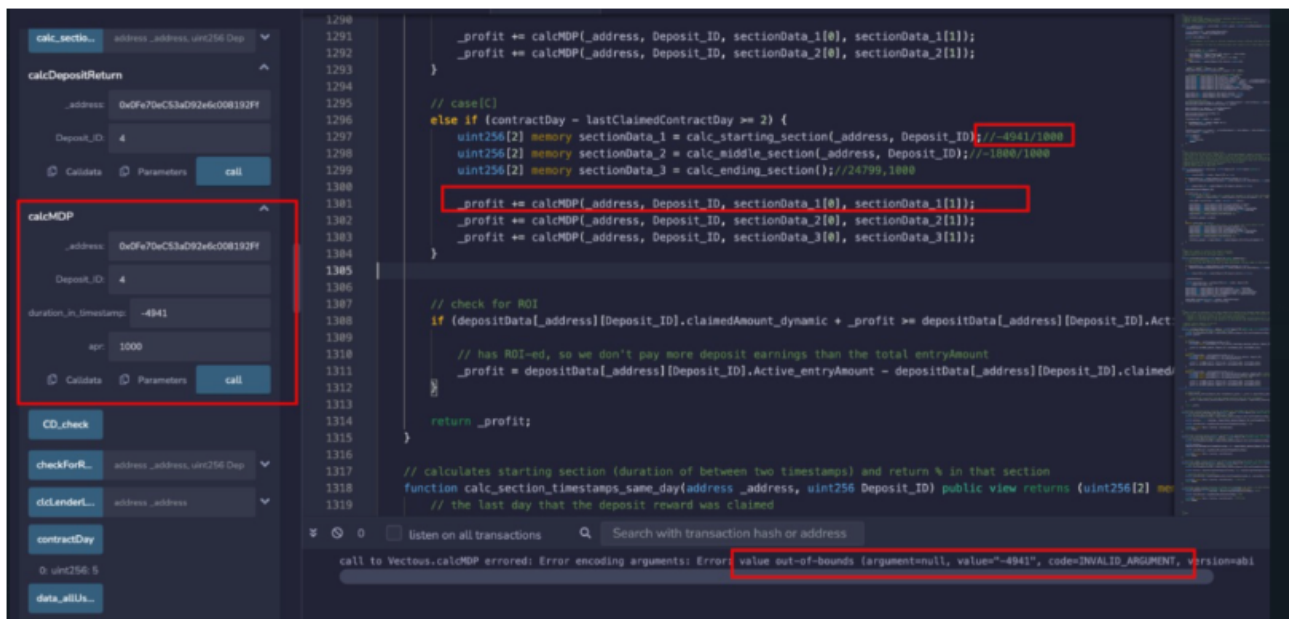 calc_sectio...
address _address, uint256 Dep
calcDepositReturn
_address:
0x0Fe70eC53aD92e6c008192Ff
Deposit_ID:
4
Calldata
Parameters
call
calcMDP
_address:
0x0Fe70eC53aD92e6c008192Ff
Deposit_ID:
4
duration_in_timestamp:
-4941
apr:
1000
Calldata
Parameters
call
CD_check
checkForR...
address _address, uint256 Dep
clcLenderL...
address _address
contractDay
0: uint256: 5
data_allUs...
1290
1291 _profit += calcMDP(_address, Deposit_ID, sectionData_1[0], sectionData_1[1]);
1292 _profit += calcMDP(_address, Deposit_ID, sectionData_2[0], sectionData_2[1]);
1293 }
1294
1295 // case[C]
1296 else if (contractDay - lastClaimedContractDay >= 2) {
1297 uint256[2] memory sectionData_1 = calc_starting_section(_address, Deposit_ID);//-4941/1000
1298 uint256[2] memory sectionData_2 = calc_middle_section(_address, Deposit_ID);//-1800/1000
1299 uint256[2] memory sectionData_3 = calc_ending_section();//24799,1000
1300
1301 _profit += calcMDP(_address, Deposit_ID, sectionData_1[0], sectionData_1[1]);
1302 _profit += calcMDP(_address, Deposit_ID, sectionData_2[0], sectionData_2[1]);
1303 _profit += calcMDP(_address, Deposit_ID, sectionData_3[0], sectionData_3[1]);
1304 }
1305
1306
1307 // check for ROI
1308 if (depositData[_address][Deposit_ID].claimedAmount_dynamic + _profit >= depositData[_address][Deposit_ID].Act
1309
1310 // has ROI-ed, so we don't pay more deposit earnings than the total entryAmount
1311 _profit = depositData[_address][Deposit_ID].Active_entryAmount - depositData[_address][Deposit_ID].claimedA
1312 }
1313
1314 return _profit;
1315 }
1316
1317 // calculates starting section (duration of between two timestamps) and return % in that section
1318 function calc_section_timestamps_same_day(address _address, uint256 Deposit_ID) public view returns (uint256[2] mem
1319 // the last day that the deposit reward was claimed
0
listen on all transactions
Search with transaction hash or address
call to Vectous.calcMDP errored: Error encoding arguments: Error: value out-of-bounds (argument=null, value="-4941", code=INVALID_ARGUMENT, version=abi